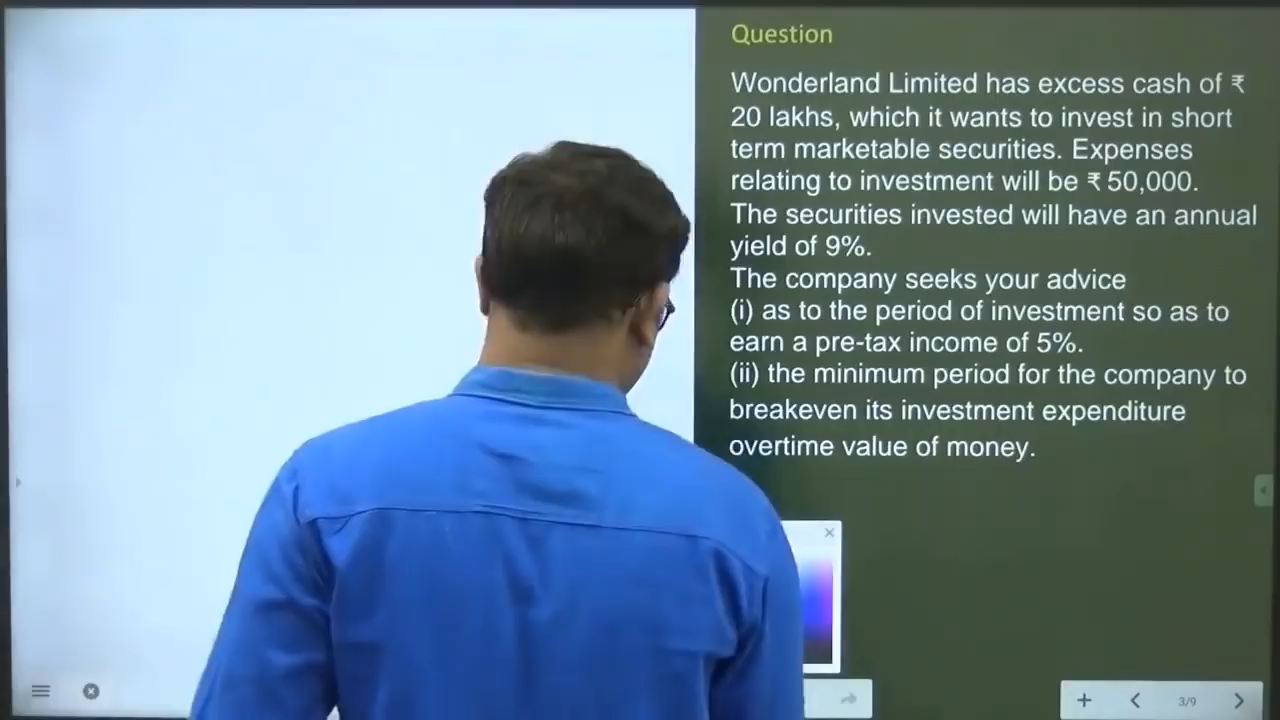 Question
Wonderland Limited has excess cash of ₹
20 lakhs, which it wants to invest in short
term marketable securities. Expenses
relating to investment will be ₹ 50,000.
The securities invested will have an annual
yield of 9%.
The company seeks your advice
(i) as to the period of investment so as to
earn a pre-tax income of 5%.
(ii) the minimum period for the company to
breakeven its investment expenditure
overtime value of money.
3/9